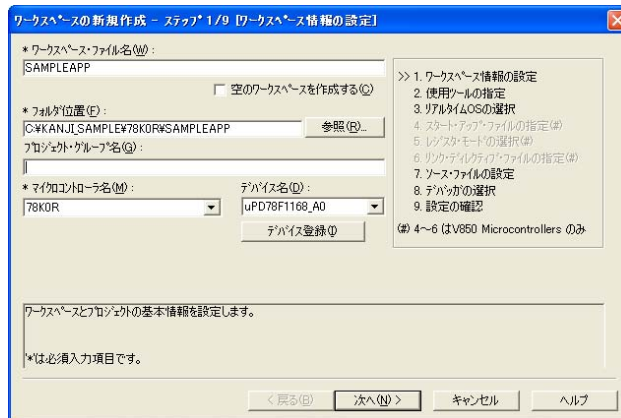 ワークスペースの新規作成 - ステップ 1/9 [ワークスペース情報の設定]
* ワークスペース・ファイル名(W) :
SAMPLEAPP
空のワークスペースを作成する(C)
* フォルダ位置(F) :
C:¥KANJI_SAMPLE¥78K0R¥SAMPLEAPP
参照(R)...
プロジェクト・グループ名(G) :
* マイクロコントローラ名(M) :
デバイス名(D) :
78K0R
uPD78F1168_A0
デバイス登録(I)
>> 1. ワークスペース情報の設定
2. 使用ツールの指定
3. リアルタイムOSの選択
4. スタート・アップ・ファイルの指定(#)
5. レジスタ・モードの選択(#)
6. リンク・ディレクティブ・ファイルの指定(#)
7. ソース・ファイルの設定
8. デバッガの選択
9. 設定の確認
(#) 4~6 はV850 Microcontrollers のみ
ワークスペースとプロジェクトの基本情報を設定します。
'*'は必須入力項目です。
< 戻る(B)
次へ(N) >
キャンセル
ヘルプ